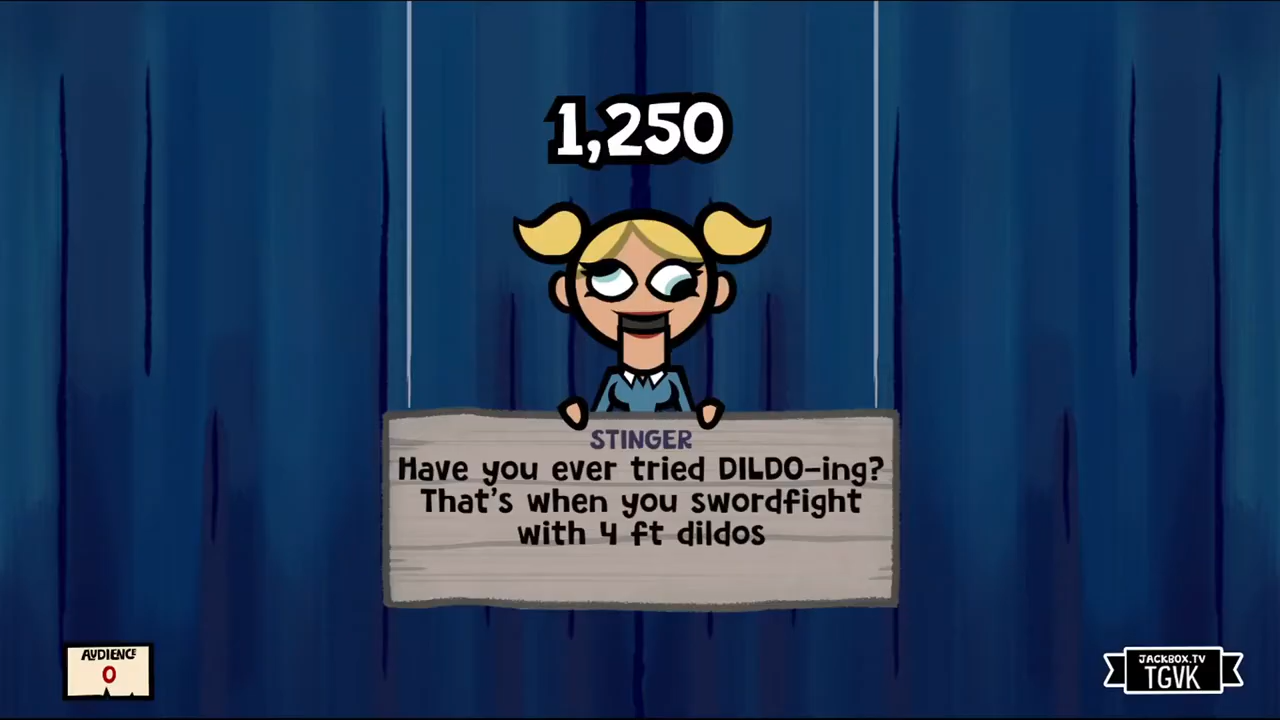 1,250
STINGER
Have you ever tried DILDO-ing?
That's when you swordfight
with 4 ft dildos
AUDIENCE
0
JACKBOX.TV
TGVK